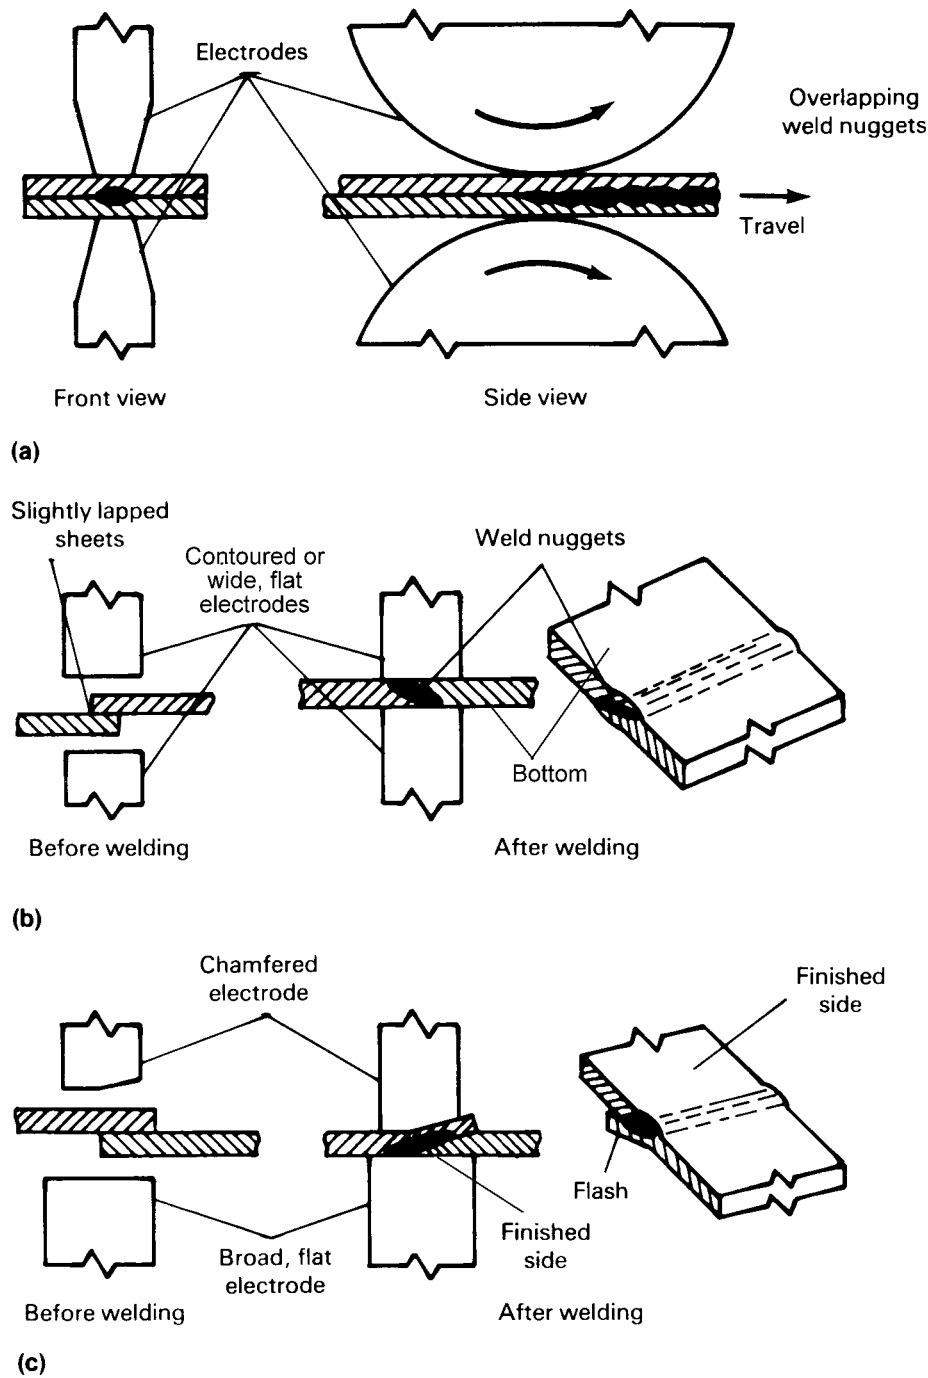 Electrodes
Overlapping
weld nuggets
Travel
Front view
Side view
(a)
Slightly lapped
sheets
Contoured or
wide, flat
electrodes
Weld nuggets
Bottom
Before welding
After welding
(b)
Chamfered
electrode
Finished
side
Flash
Broad, flat
electrode
Finished
side
Before welding
After welding
(c)